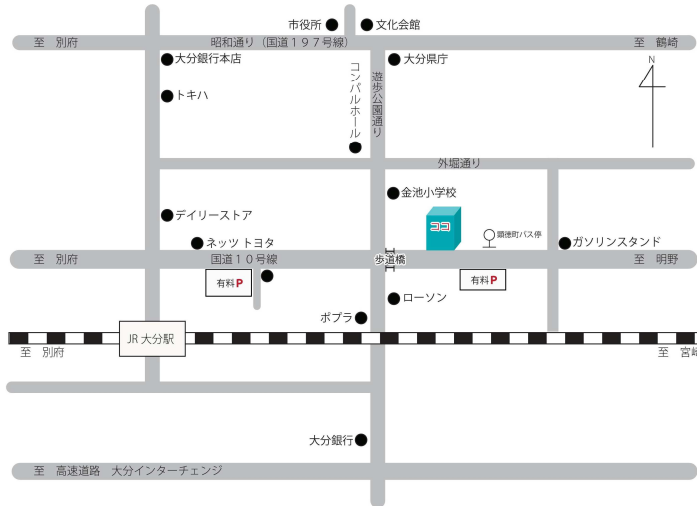 市役所
文化会館
至 別府
昭和通り（国道１９７号線）
至 鶴崎
大分銀行本店
大分県庁
コンパルホール
遊歩公園通り
N
トキハ
外堀通り
金池小学校
デイリーストア
ココ
顕徳町バス停
ネッツ トヨタ
ガソリンスタンド
至 別府
国道１０号線
歩道橋
至 明野
有料P
有料P
ローソン
ポプラ
JR 大分駅
至 別府
至 宮崎
大分銀行
至 高速道路 大分インターチェンジ